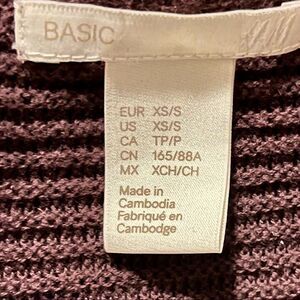 BASIC
H&M
EUR XS/S
US XS/S
CA TP/P
CN 165/88A
MX XCH/CH
Made in
Cambodia
Fabriqué en
Cambodge